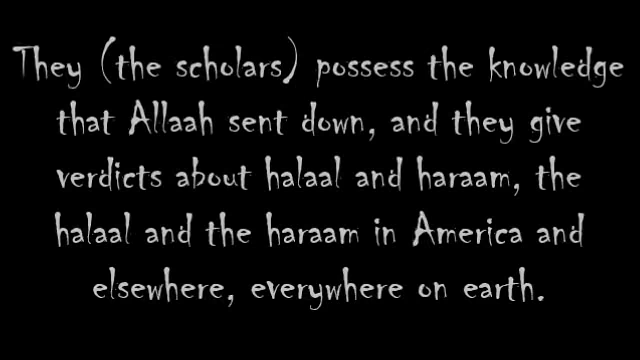 They (the scholars) possess the knowledge
that Allaah sent down, and they give
verdicts about halaal and haraam, the
halaal and the haraam in America and
elsewhere, everywhere on earth.